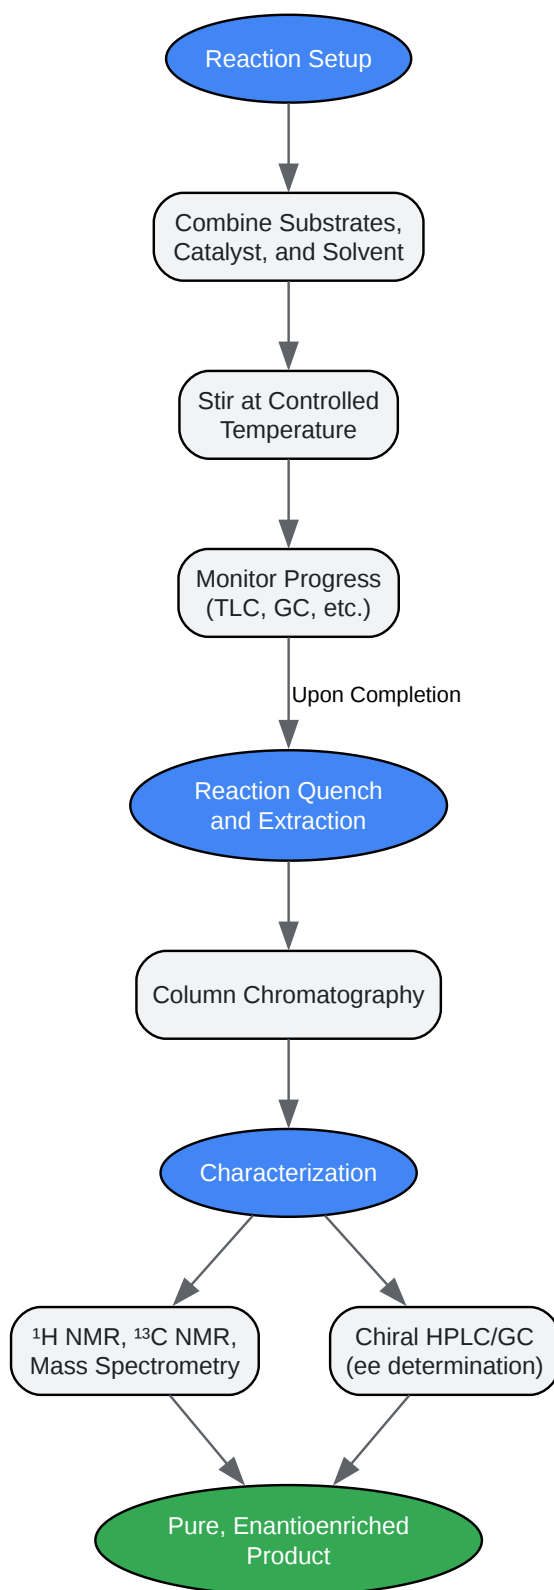 Reaction Setup
Combine Substrates,
Catalyst, and Solvent
Stir at Controlled
Temperature
Monitor Progress
(TLC, GC, etc.)
Upon Completion
Reaction Quench
and Extraction
Column Chromatography
Characterization
¹H NMR, ¹³C NMR,
Mass Spectrometry
Chiral HPLC/GC
(ee determination)
Pure, Enantioenriched
Product